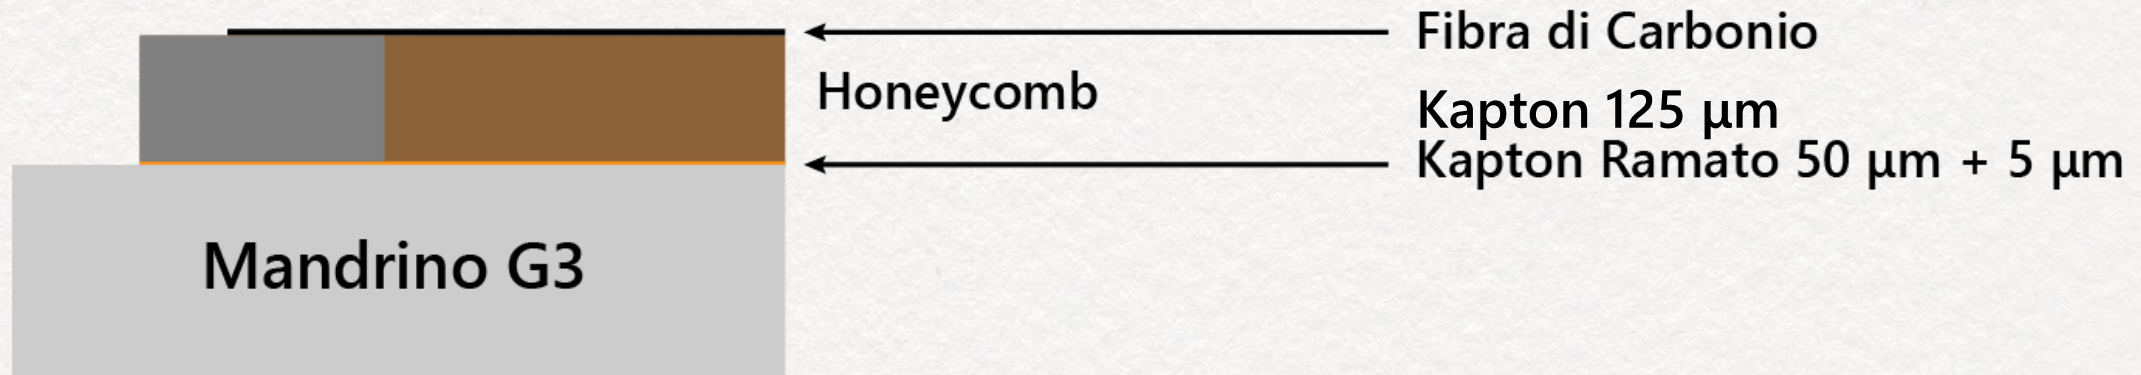 Fibra di Carbonio
Honeycomb
Kapton 125 µm
Kapton Ramato 50 µm + 5 µm
Mandrino G3